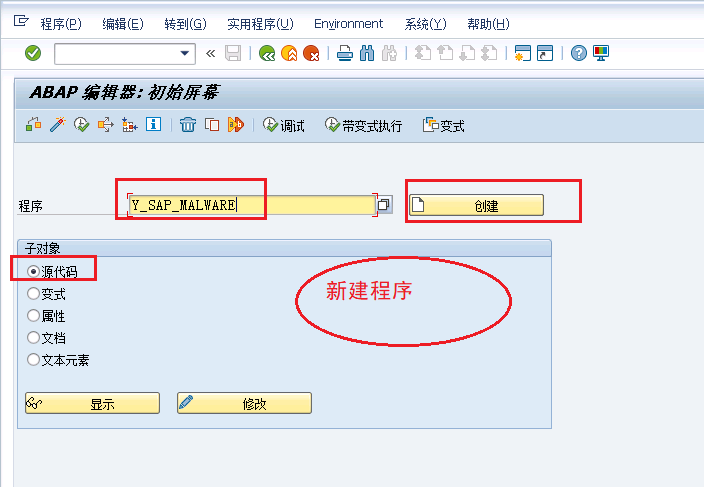 程序(P) 编辑(E) 转到(G) 实用程序(U) Environment 系统(Y) 帮助(H)
ABAP 编辑器: 初始屏幕
调试 带变式执行 变式
程序 Y_SAP_MALWARE 创建
子对象
源代码
变式
属性
文档
文本元素
新建程序
显示 修改